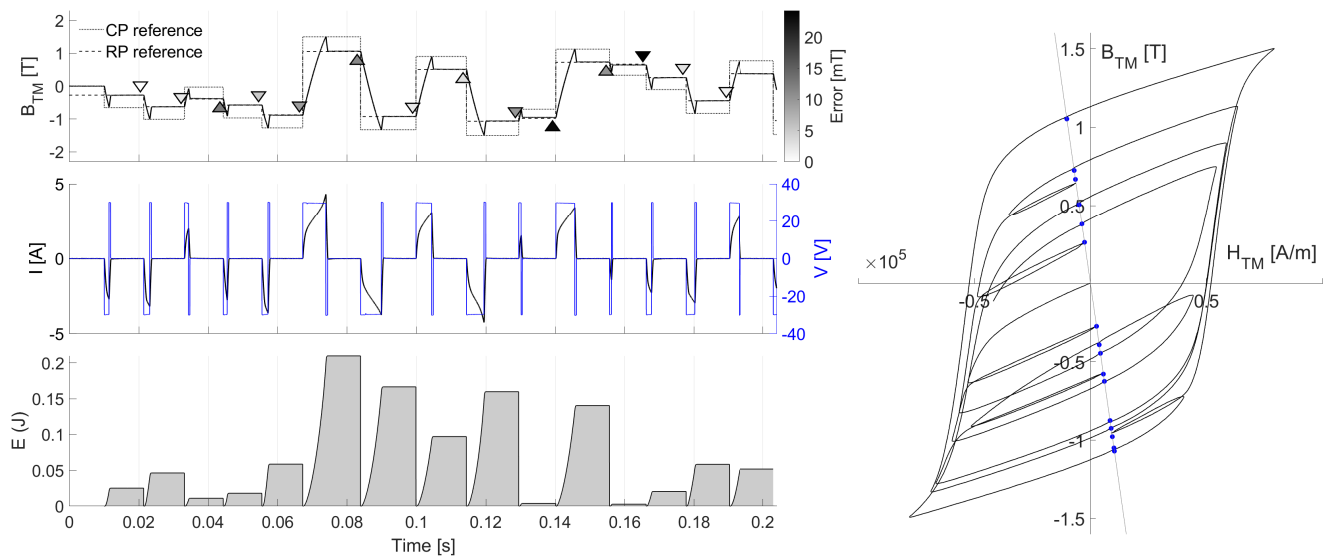 2
1
0
-1
-2
B_TM [T]
CP reference
RP reference
20
15
10
5
0
Error [mT]
5
0
-5
I [A]
40
20
0
-20
-40
V [V]
0.2
0.15
0.1
0.05
0
E (J)
0 0.02 0.04 0.06 0.08 0.1 0.12 0.14 0.16 0.18 0.2
Time [s]
1.5
B_TM [T]
1
0.5
H_TM [A/m]
×10^5
-0.5
0.5
-0.5
-1
-1.5